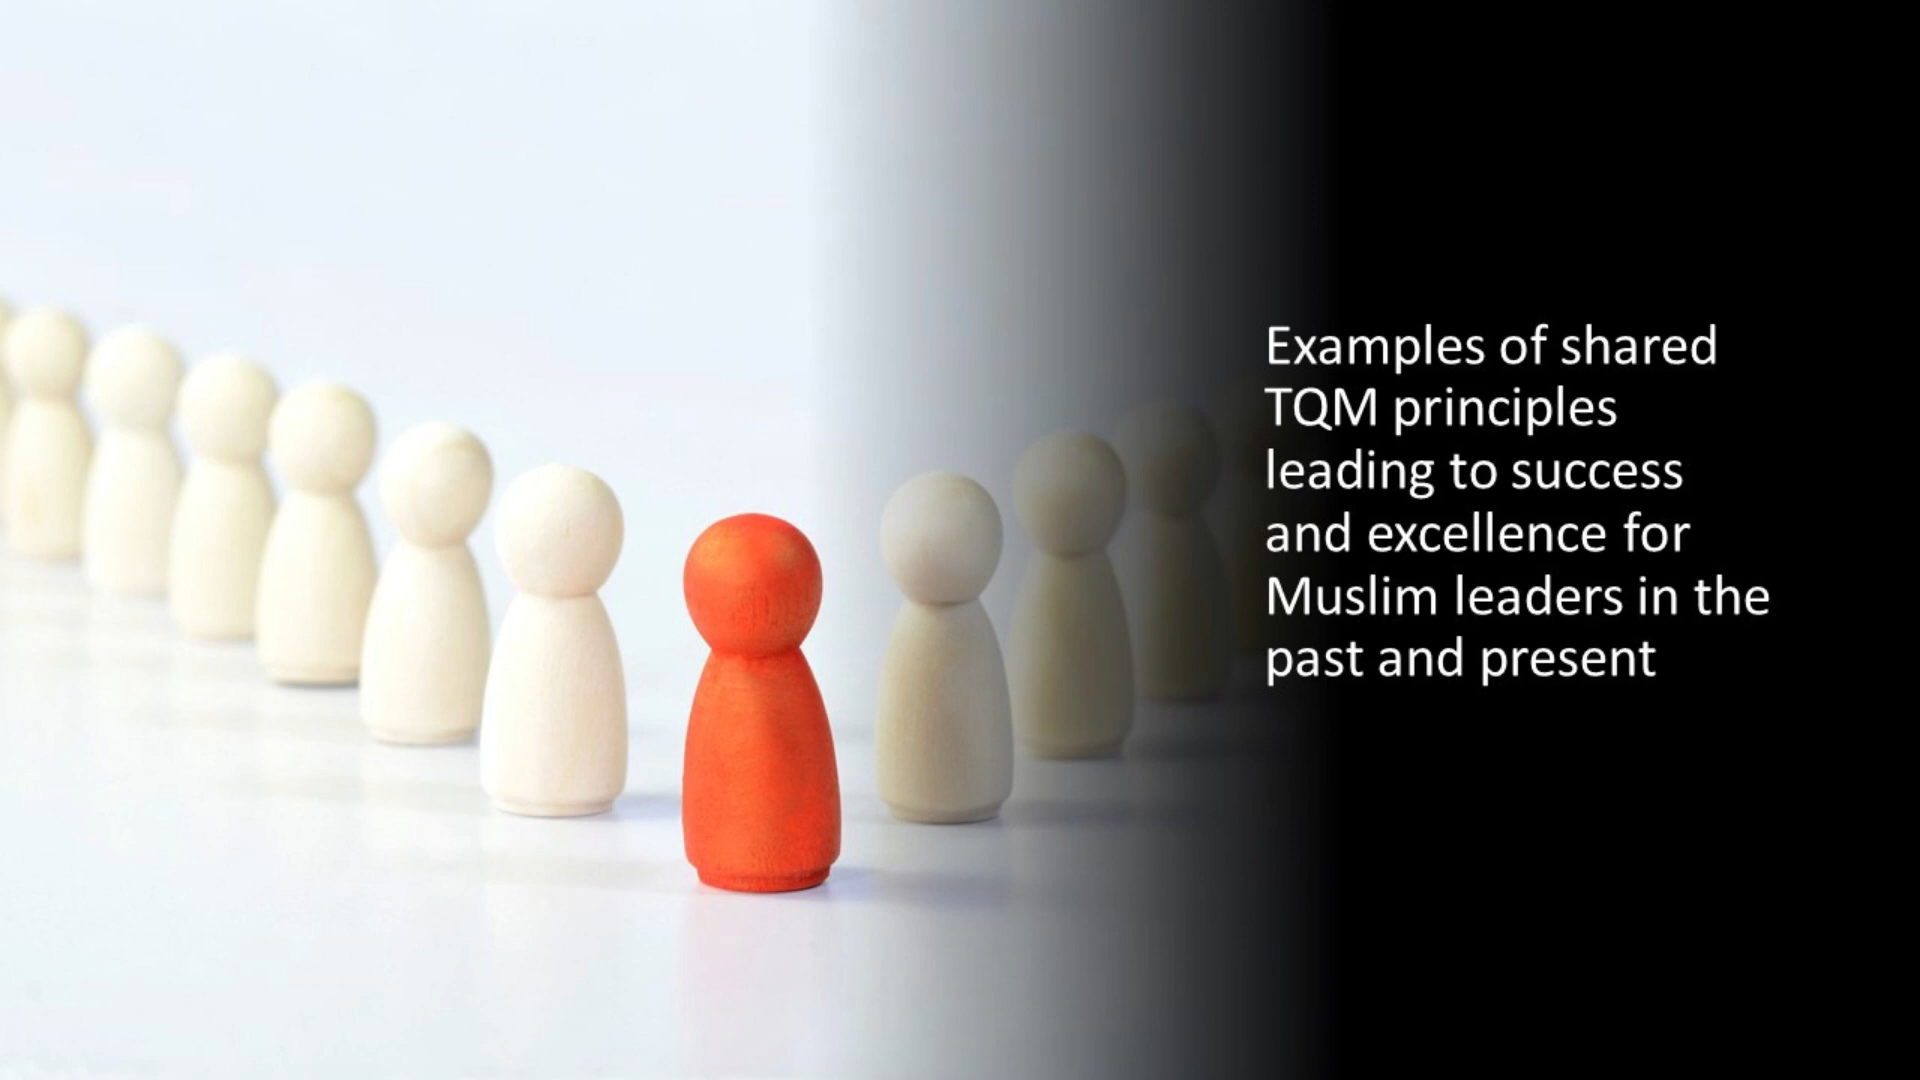 Examples of shared
TQM principles
leading to success
and excellence for
Muslim leaders in the
past and present